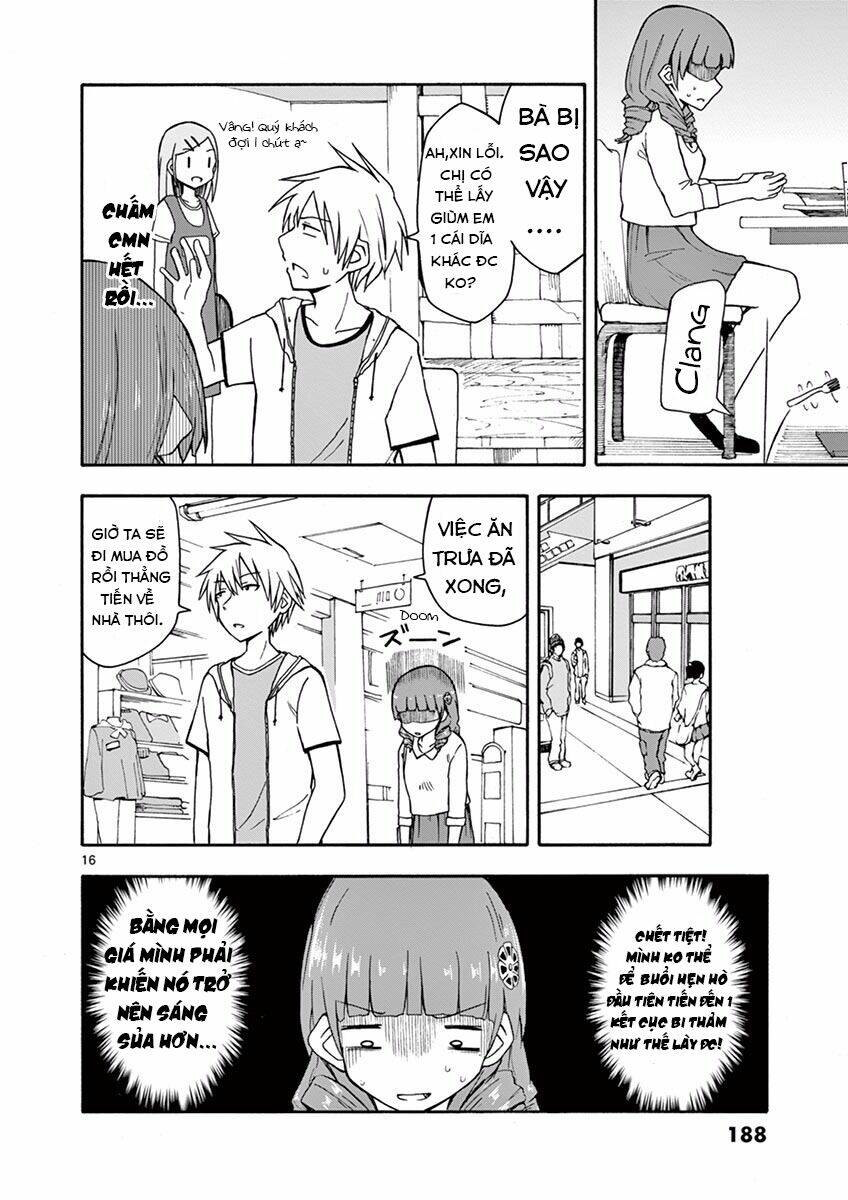 Clang
BÀ BỊ
SAO
VẬY
....
AH,XIN LỖI.
CHỊ CÓ
THỂ LẤY
GIÙM EM
1 CÁI DĨA
KHÁC ĐC
KO?
Vâng! Quý khách
đợi 1 chút ạ~
CHẤM
CMN
HẾT
RỒI...
VIỆC ĂN
TRƯA ĐÃ
XONG,
Doom
ズーン
GIỜ TA SẼ
ĐI MUA ĐỒ
RỒI THẲNG
TIẾN VỀ
NHÀ THÔI.
16
CHẾT TIỆT!
MÌNH KO THỂ
ĐỂ BUỔI HẸN HÒ
ĐẦU TIÊN TIẾN ĐẾN 1
KẾT CỤC BI THẢM
NHƯ THẾ LÀY ĐC!
BẰNG MỌI
GIÁ MÌNH PHẢI
KHIẾN NÓ TRỞ
NÊN SÁNG
SỦA HƠN...
188